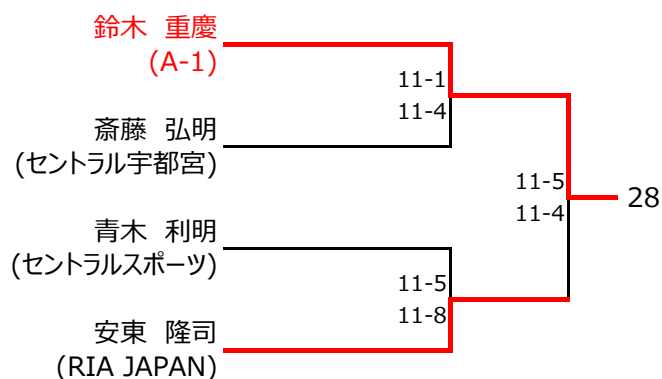 鈴木 重慶
(A-1)
11-1
11-4
斎藤 弘明
(セントラル宇都宮)
11-5
11-4
28
青木 利明
(セントラルスポーツ)
11-5
11-8
安東 隆司
(RIA JAPAN)